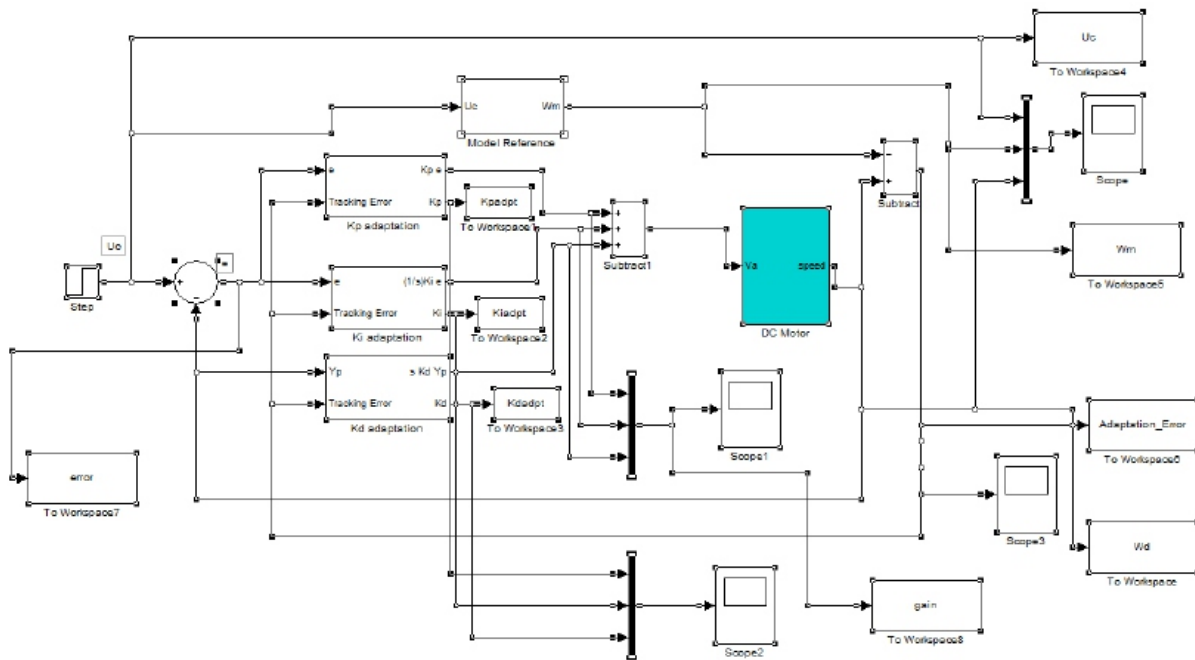 Uc
To Workspace4
Uc
Wm
Model Reference
Scope
e
Kp e
Tracking Error
Kp
Kp adaptation
Kpadpt
To Workspace1
+
+
+
Subtract1
−
+
Subtract
Wm
To Workspace5
Uc
Step
+
−
e
e
(1/s)Ki e
Tracking Error
Ki
Ki adaptation
Kiadpt
To Workspace2
Va
speed
DC Motor
Yp
s Kd Yp
Tracking Error
Kd
Kd adaptation
Kdadpt
To Workspace3
Scope1
Adaptation_Error
To Workspace6
error
To Workspace7
Scope3
Wd
To Workspace
Scope2
gain
To Workspace8